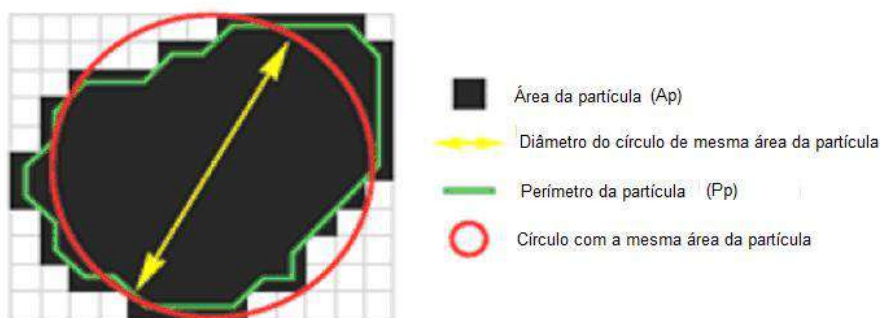 Área da partícula (Ap)
Diâmetro do círculo de mesma área da partícula
Perímetro da partícula (Pp)
Círculo com a mesma área da partícula